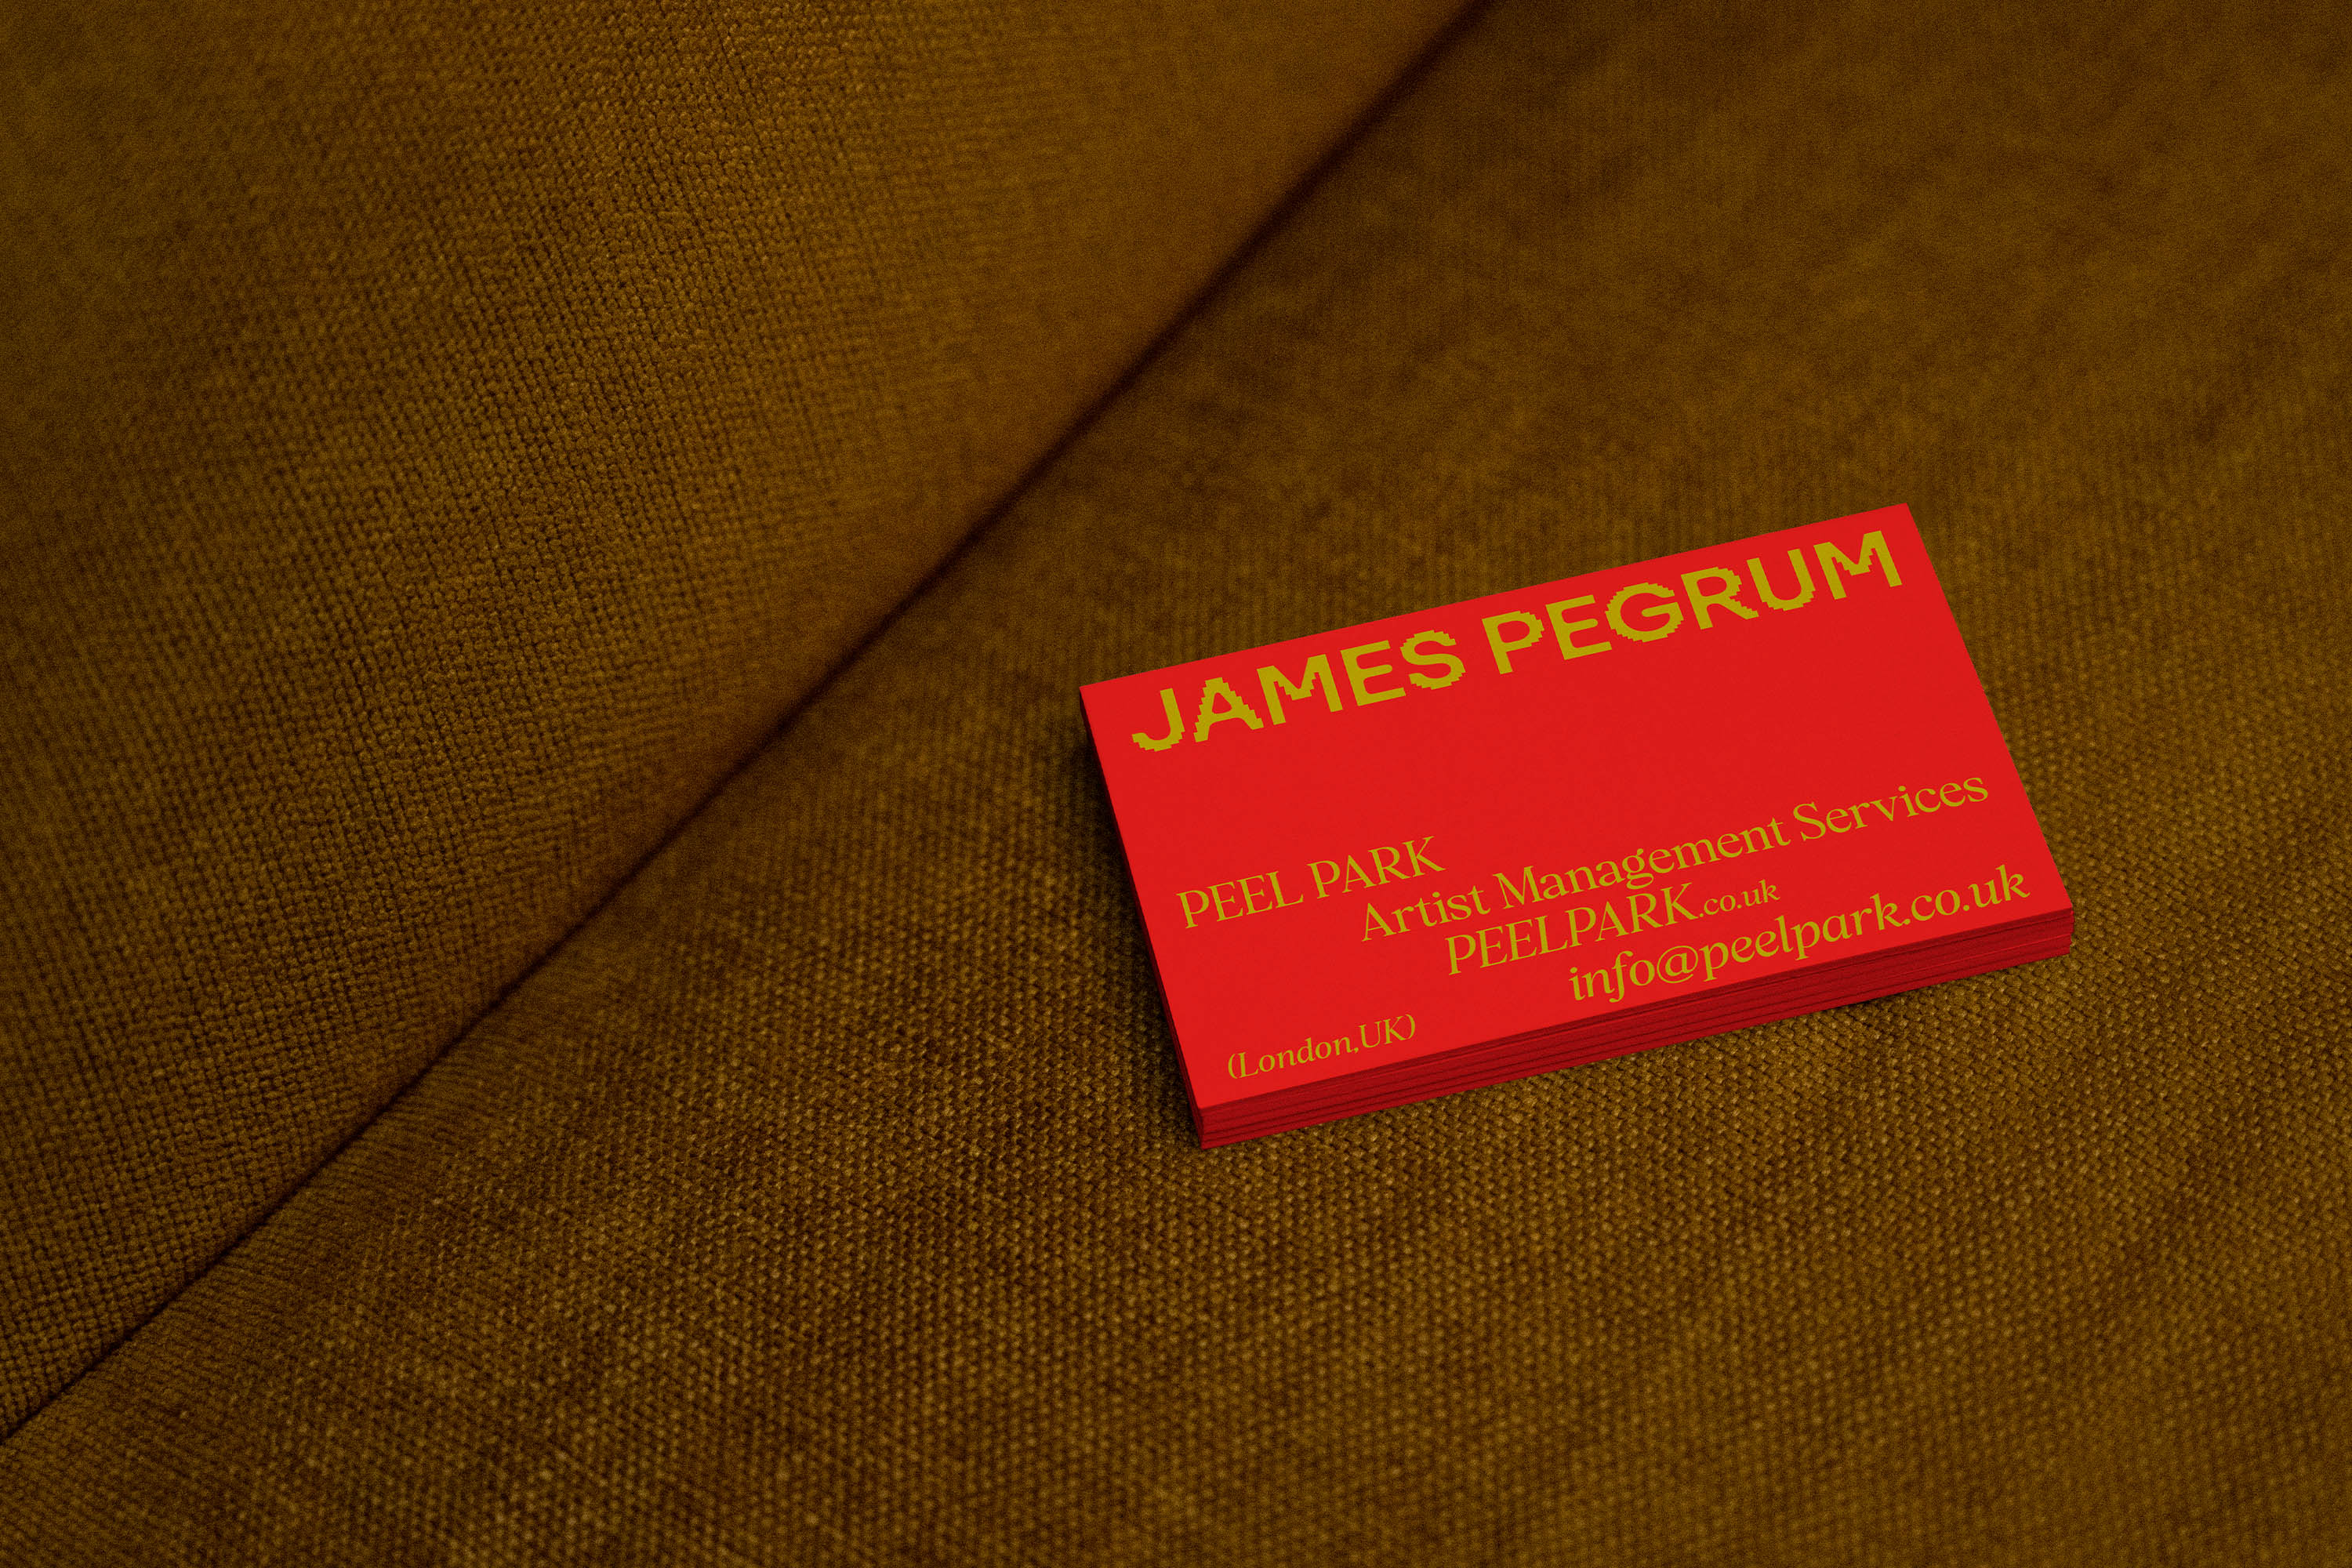 JAMES PEGRUM
PEEL PARK
Artist Management Services
PEELPARK.co.uk
info@peelpark.co.uk
(London,UK)